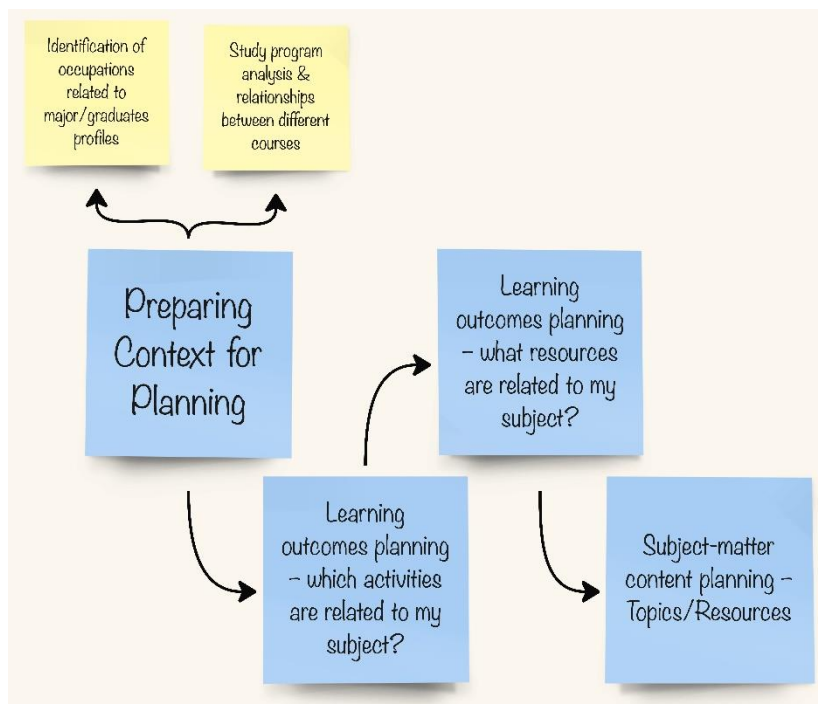 Identification of
occupations
related to
major/graduates
profiles
Study program
analysis &
relationships
between different
courses
Preparing
Context for
Planning
Learning
outcomes planning
– what resources
are related to my
subject?
Learning
outcomes planning
– which activities
are related to my
subject?
Subject-matter
content planning –
Topics/Resources